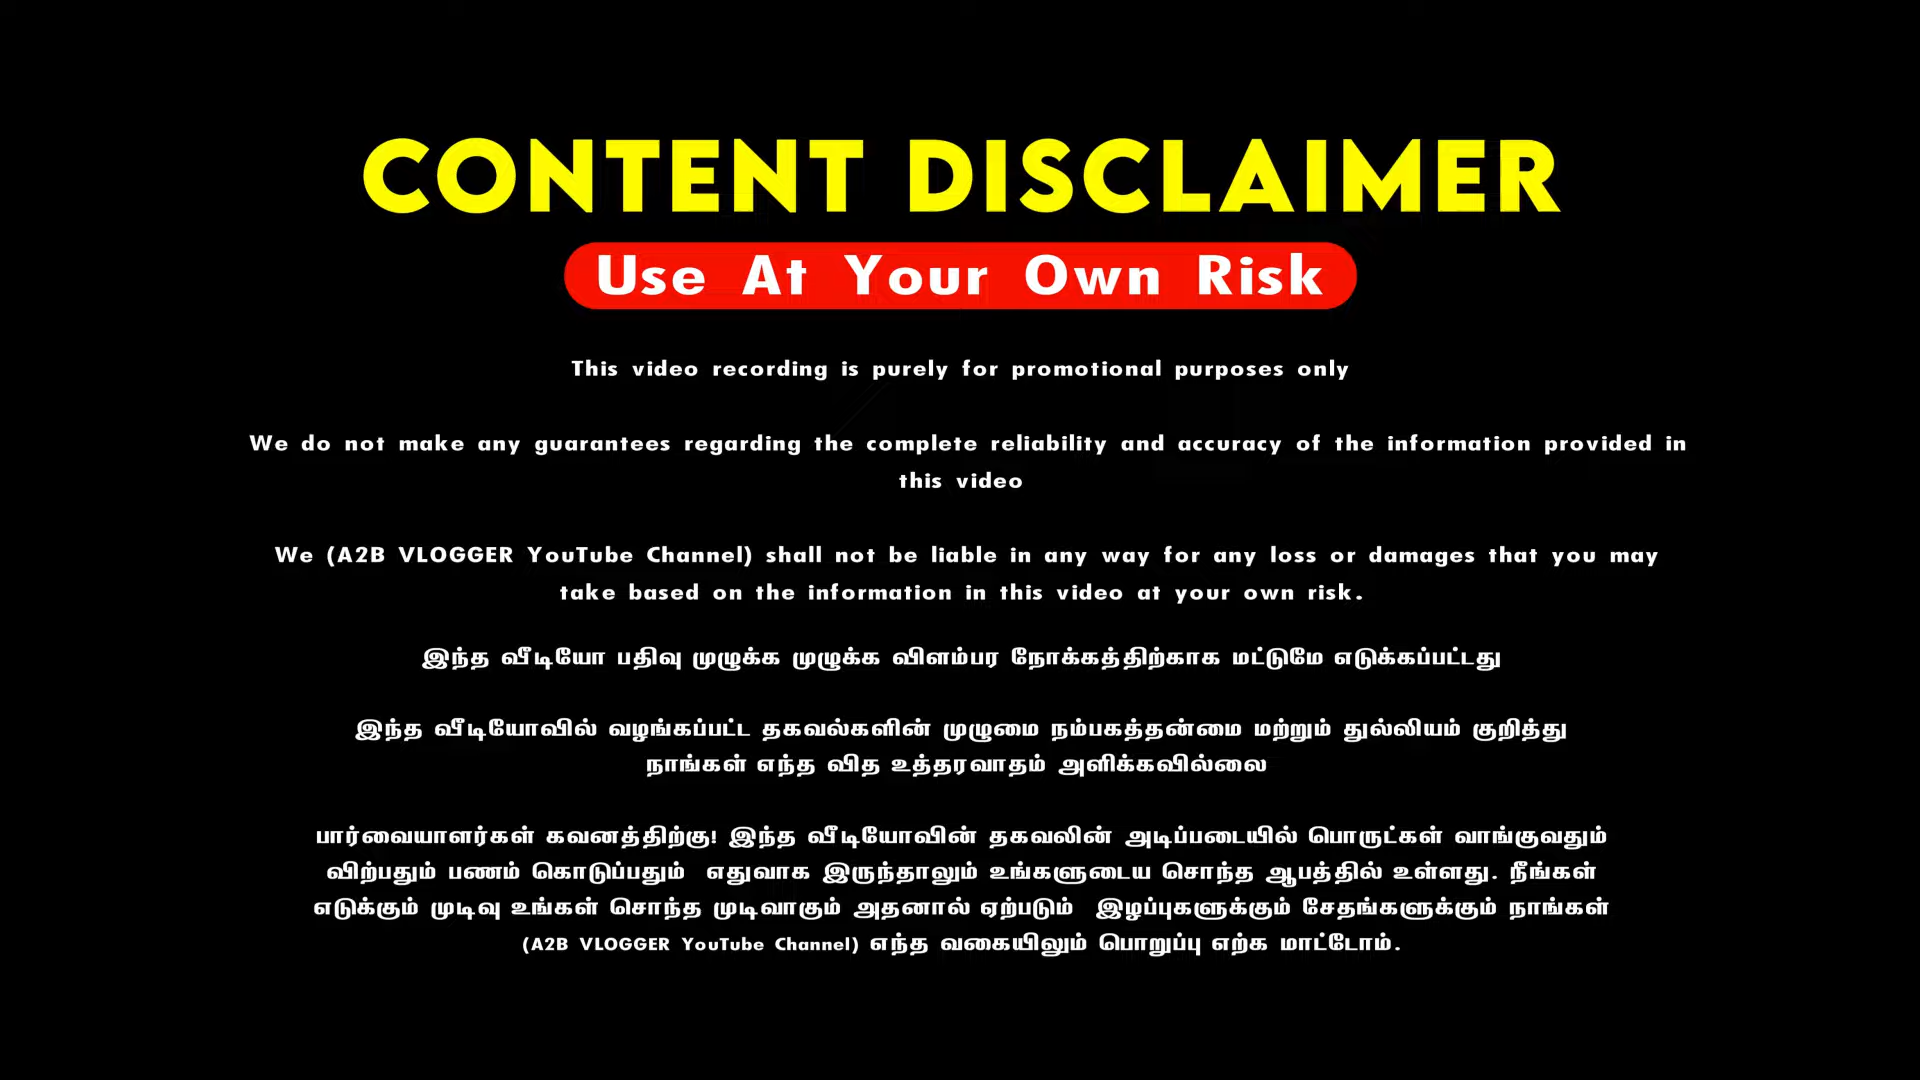 CONTENT DISCLAIMER
Use At Your Own Risk
This video recording is purely for promotional purposes only
We do not make any guarantees regarding the complete reliability and accuracy of the information provided in
this video
We (A2B VLOGGER YouTube Channel) shall not be liable in any way for any loss or damages that you may
take based on the information in this video at your own risk.
இந்த வீடியோ பதிவு முழுக்க முழுக்க விளம்பர நோக்கத்திற்காக மட்டுமே எடுக்கப்பட்டது
இந்த வீடியோவில் வழங்கப்பட்ட தகவல்களின் முழுமை நம்பகத்தன்மை மற்றும் துல்லியம் குறித்து
நாங்கள் எந்த வித உத்தரவாதம் அளிக்கவில்லை
பார்வையாளர்கள் கவனத்திற்கு! இந்த வீடியோவின் தகவலின் அடிப்படையில் பொருட்கள் வாங்குவதும்
விற்பதும் பணம் கொடுப்பதும் எதுவாக இருந்தாலும் உங்களுடைய சொந்த ஆபத்தில் உள்ளது. நீங்கள்
எடுக்கும் முடிவு உங்கள் சொந்த முடிவாகும் அதனால் ஏற்படும் இழப்புகளுக்கும் சேதங்களுக்கும் நாங்கள்
(A2B VLOGGER YouTube Channel) எந்த வகையிலும் பொறுப்பு எற்க மாட்டோம்.